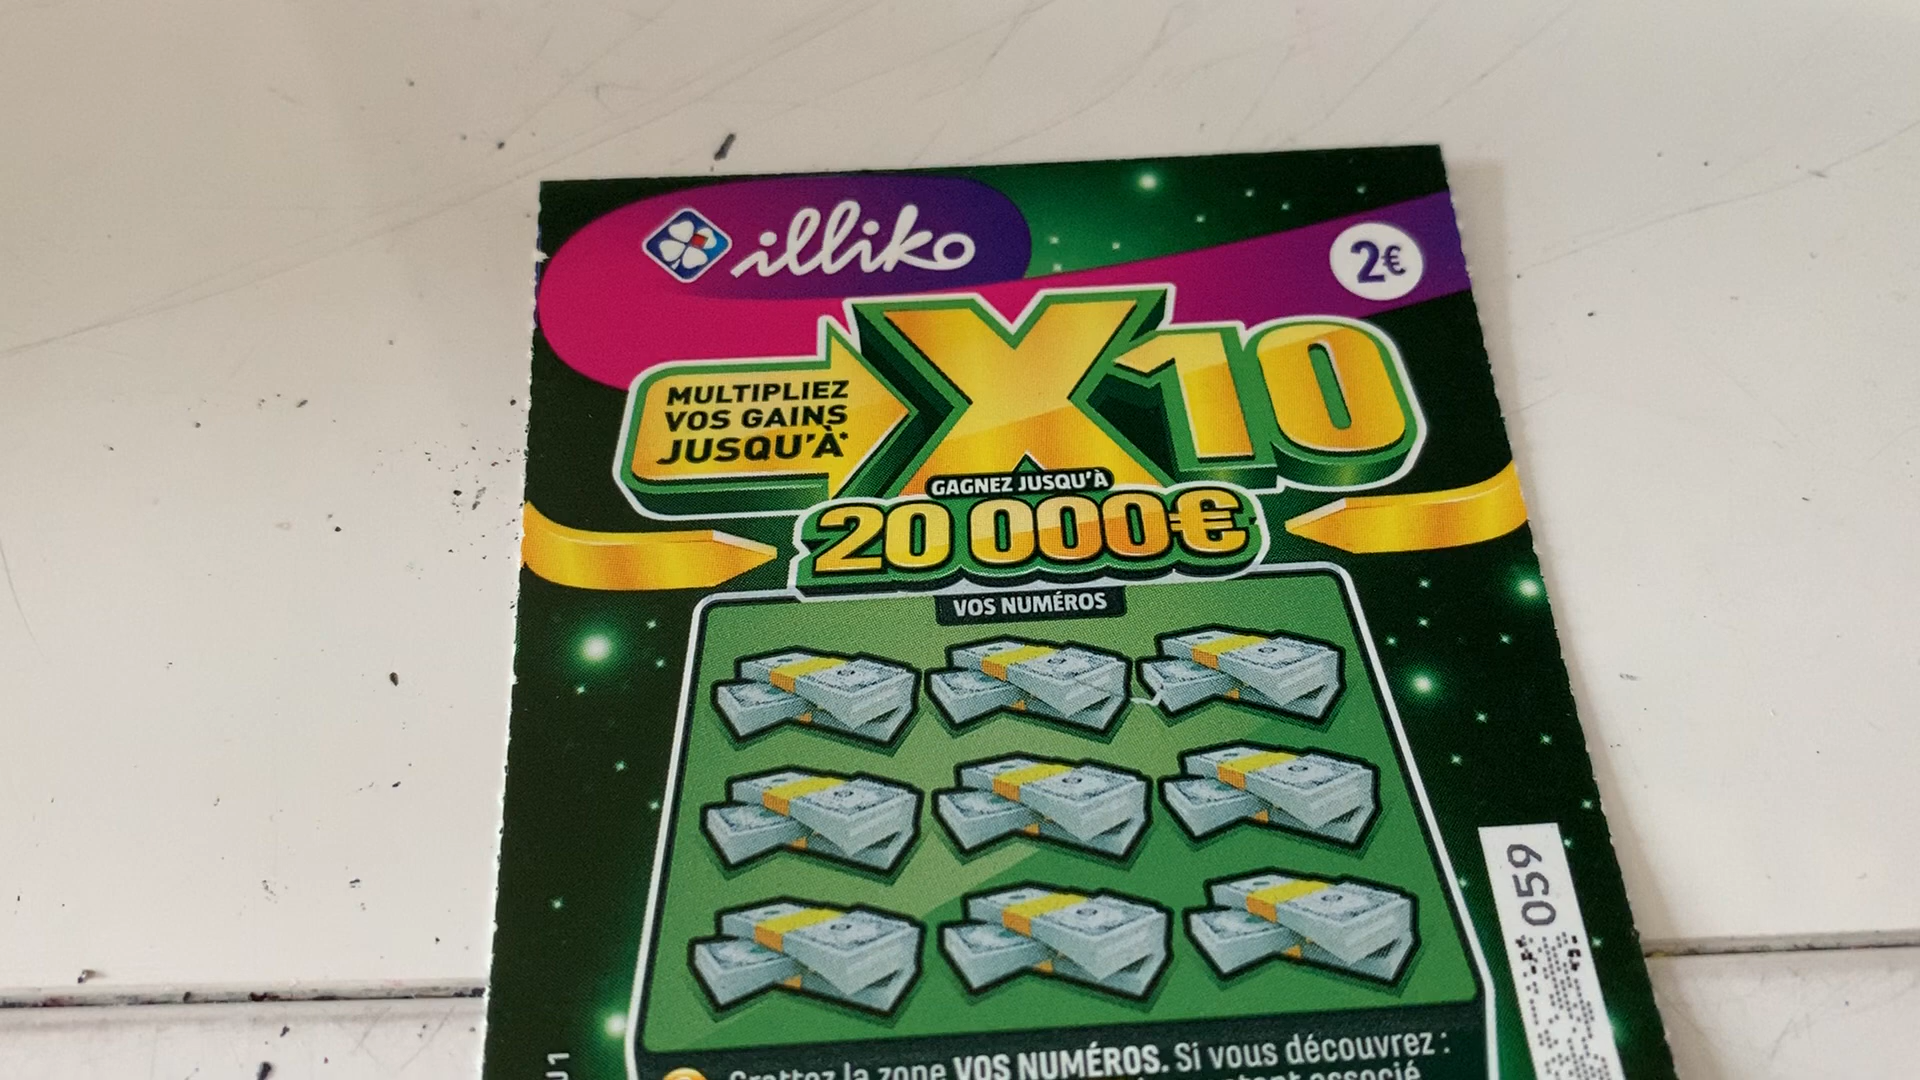 illiko
2€
MULTIPLIEZ
VOS GAINS
JUSQU'À*
X10
GAGNEZ JUSQU'À
20 000€
VOS NUMÉROS
059
Grattez la zone VOS NUMÉROS. Si vous découvrez :
associé